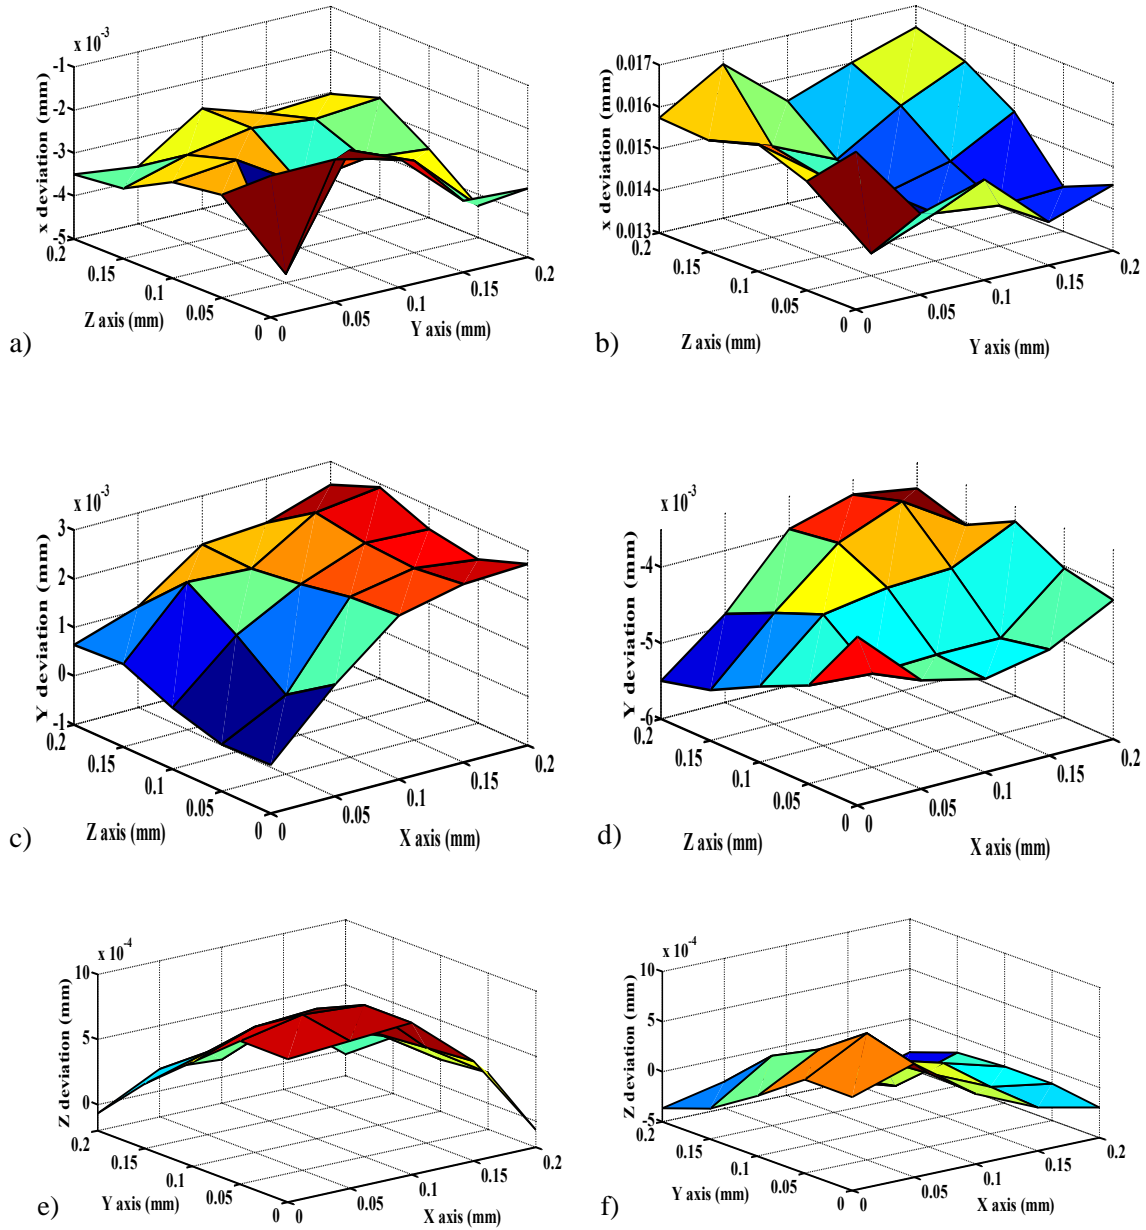 x 10-3
-1
-2
-3
-4
-5
x deviation (mm)
0.2
0.15
0.1
0.05
0
Z axis (mm)
0
0.05
0.1
0.15
0.2
Y axis (mm)
a)
0.017
0.016
0.015
0.014
0.013
x deviation (mm)
0.2
0.15
0.1
0.05
0
Z axis (mm)
0
0.05
0.1
0.15
0.2
Y axis (mm)
b)
x 10-3
3
2
1
0
-1
Y deviation (mm)
0.2
0.15
0.1
0.05
0
Z axis (mm)
0
0.05
0.1
0.15
0.2
X axis (mm)
c)
x 10-3
-4
-5
-6
Y deviation (mm)
0.2
0.15
0.1
0.05
0
Z axis (mm)
0
0.05
0.1
0.15
0.2
X axis (mm)
d)
x 10-4
10
5
0
Z deviation (mm)
0.2
0.15
0.1
0.05
0
Y axis (mm)
0
0.05
0.1
0.15
0.2
X axis (mm)
e)
x 10-4
10
5
0
-5
Z deviation (mm)
0.2
0.15
0.1
0.05
0
Y axis (mm)
0
0.05
0.1
0.15
0.2
X axis (mm)
f)